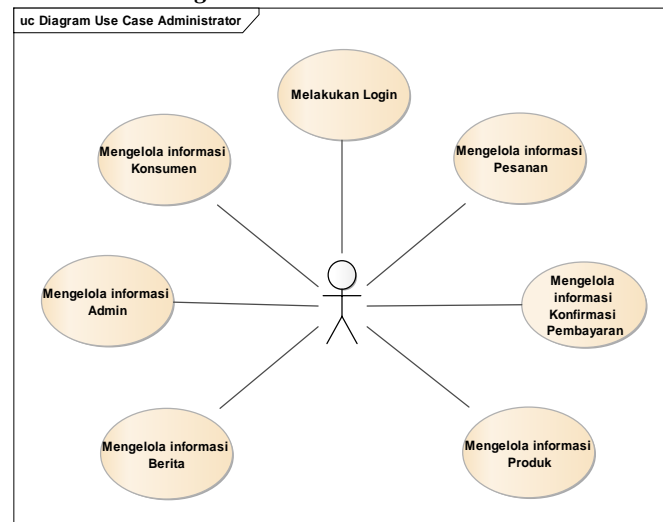 uc Diagram Use Case Administrator
Melakukan Login
Mengelola informasi
Konsumen
Mengelola informasi
Pesanan
Mengelola informasi
Admin
Mengelola
informasi
Konfirmasi
Pembayaran
Mengelola informasi
Berita
Mengelola informasi
Produk